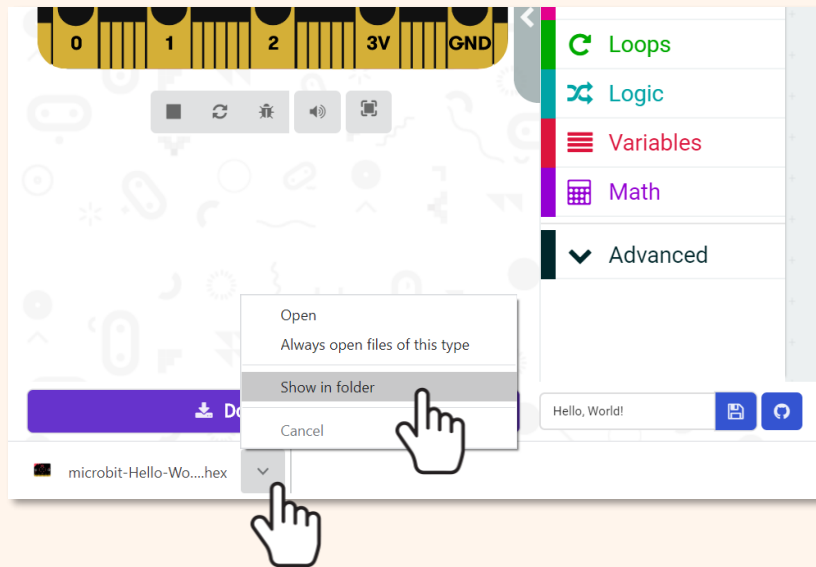 0 1 2 3V GND
Loops
Logic
Variables
Math
Advanced
Open
Always open files of this type
Show in folder
Cancel
Hello, World!
microbit-Hello-Wo....hex